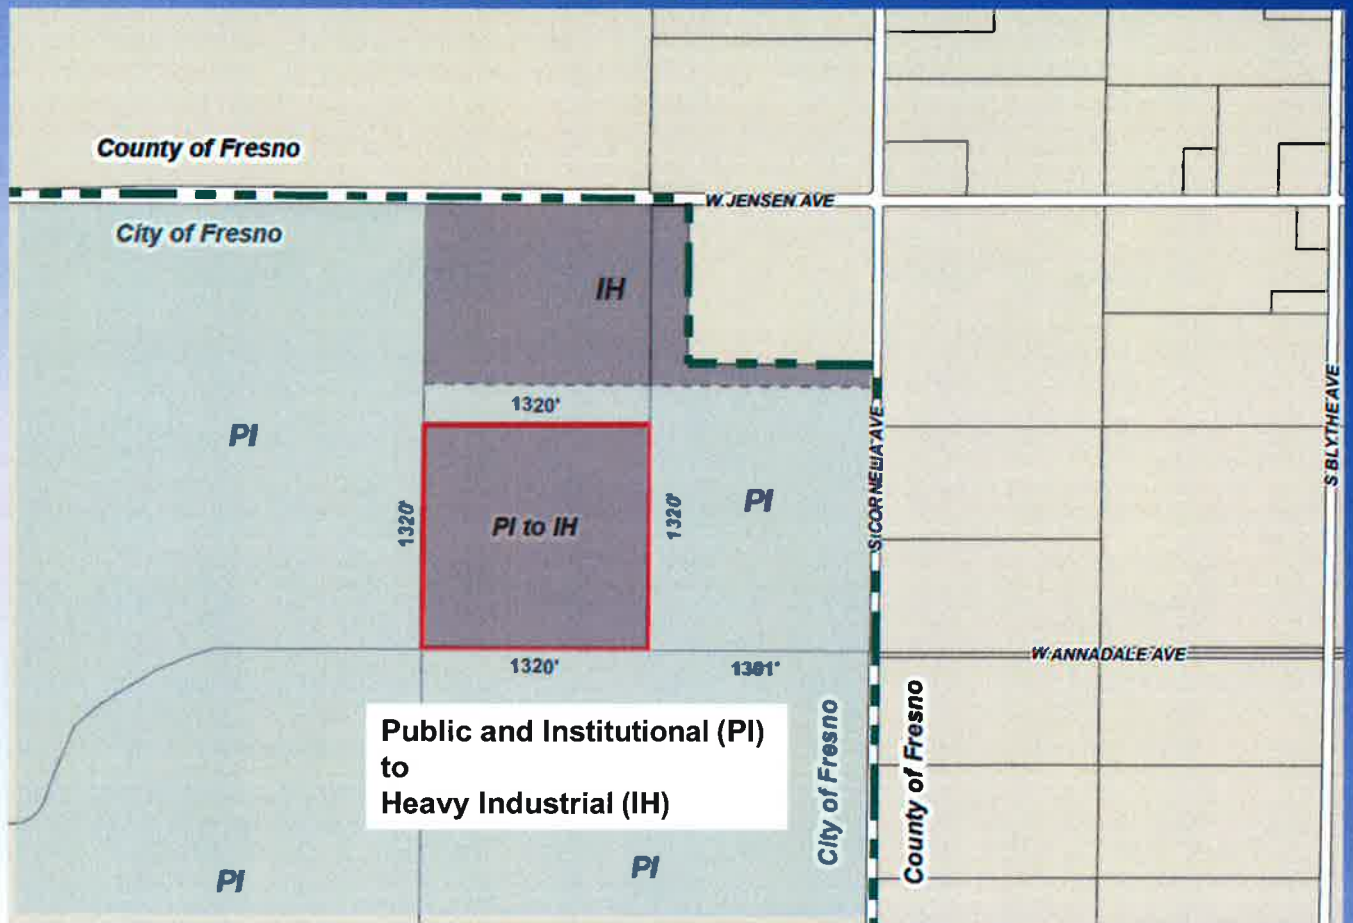 County of Fresno
W. JENSEN AVE
City of Fresno
IH
1320'
PI
1320'
PI to IH
1320'
PI
S CORNELIA AVE
S BLYTHE AVE
1320'
1301'
W ANNADALE AVE
Public and Institutional (PI)
to
Heavy Industrial (IH)
City of Fresno
County of Fresno
PI
PI